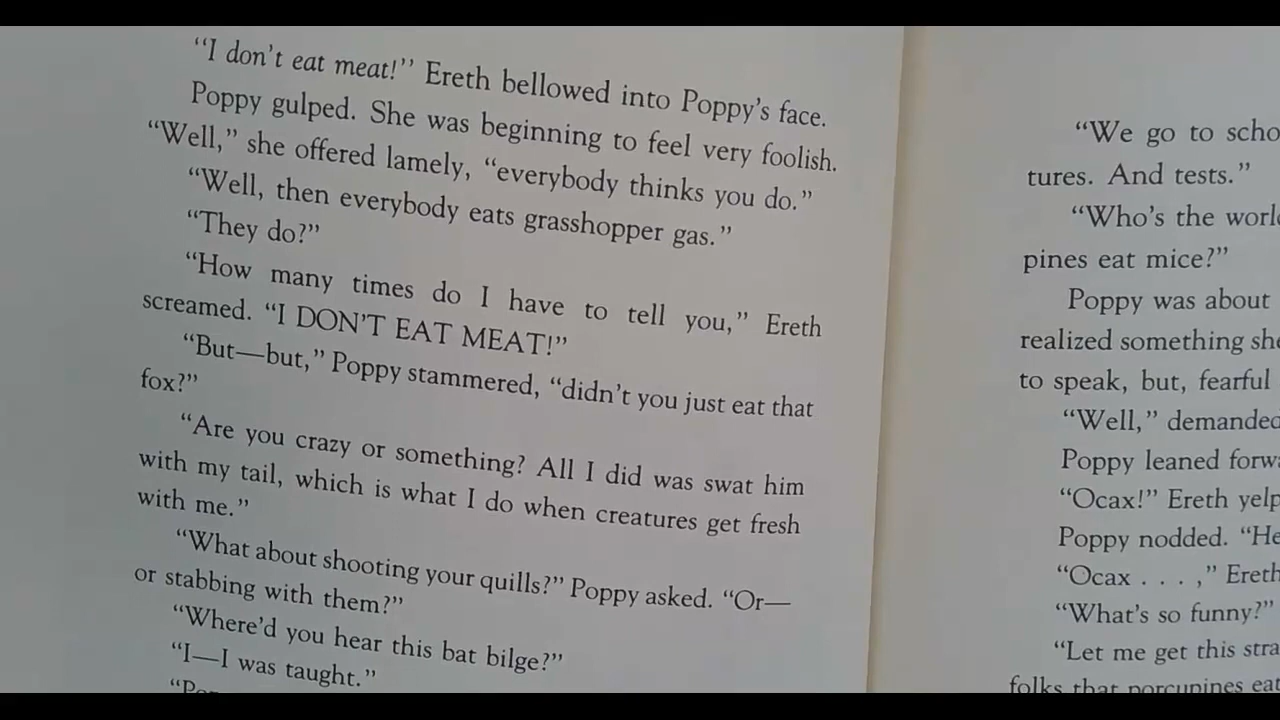 “I don’t eat meat!” Ereth bellowed into Poppy’s face.
Poppy gulped. She was beginning to feel very foolish.
“Well,” she offered lamely, “everybody thinks you do.”
“Well, then everybody eats grasshopper gas.”
“They do?”
“How many times do I have to tell you,” Ereth
screamed. “I DON’T EAT MEAT!”
“But—but,” Poppy stammered, “didn’t you just eat that
fox?”
“Are you crazy or something? All I did was swat him
with my tail, which is what I do when creatures get fresh
with me.”
“What about shooting your quills?” Poppy asked. “Or—
or stabbing with them?”
“Where’d you hear this bat bilge?”
“I—I was taught.”
“We go to scho
tures. And tests.”
“Who’s the worl
pines eat mice?”
Poppy was about
realized something she
to speak, but, fearful
“Well,” demanded
Poppy leaned forwa
“Ocax!” Ereth yelp
Poppy nodded. “He
“Ocax . . . ,” Ereth
“What’s so funny?”
“Let me get this stra
folks that porcupines eat